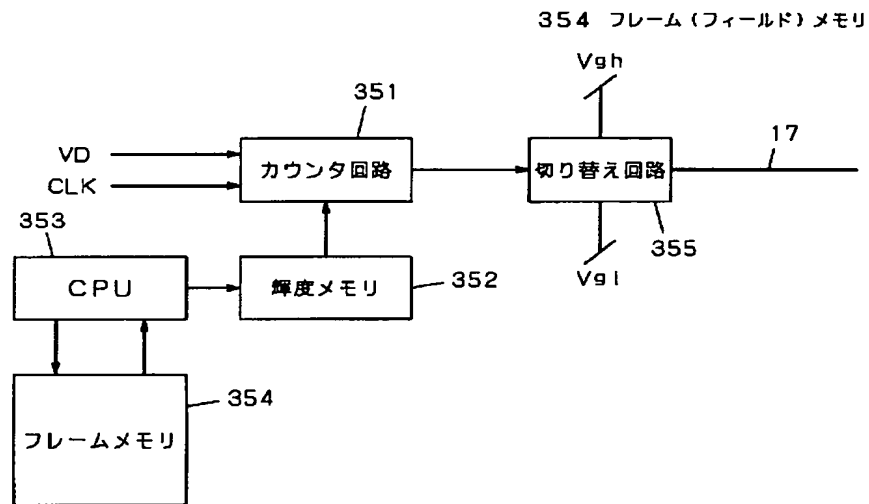 354 フレーム(フィールド)メモリ
Vgh
351
17
VD
カウンタ回路
切り替え回路
CLK
353
355
CPU
輝度メモリ
352
Vgl
354
フレームメモリ